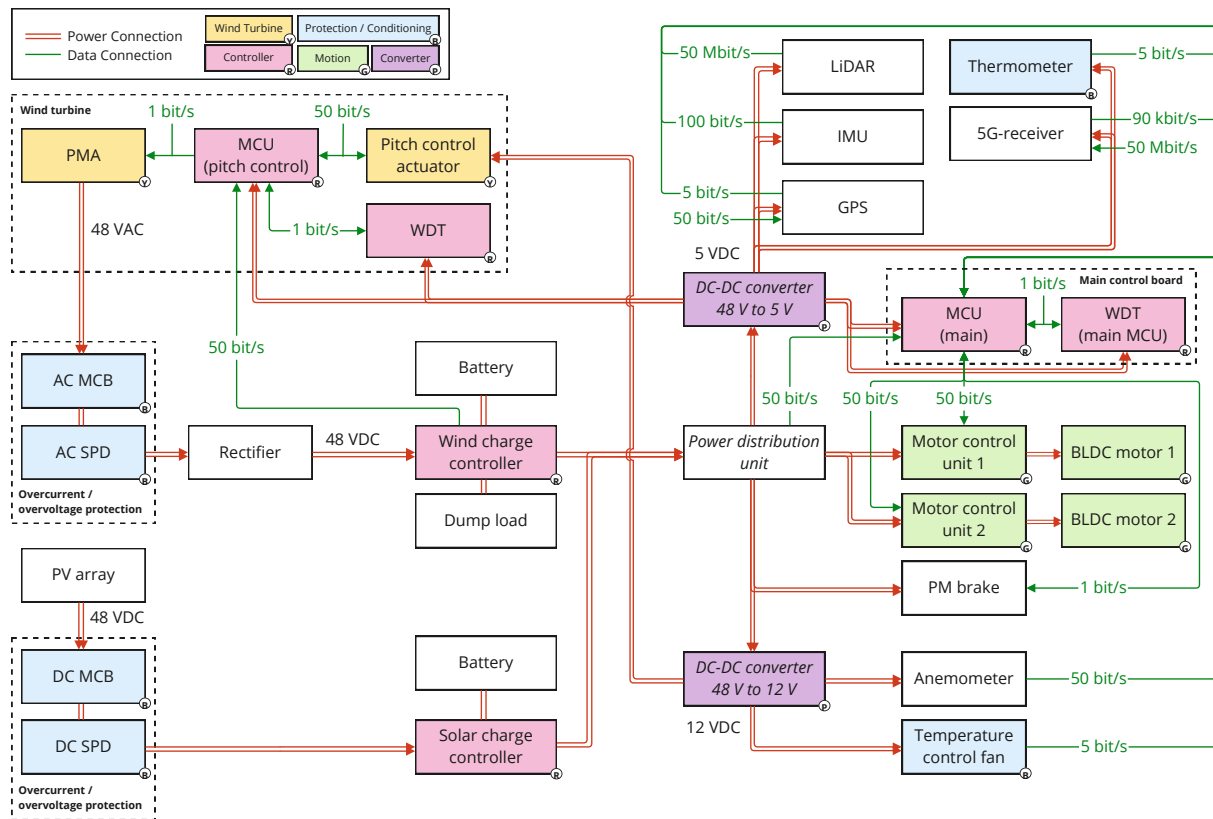 Power Connection
Data Connection
Wind Turbine
Y
Protection / Conditioning
B
Controller
R
Motion
G
Converter
P
Wind turbine
1 bit/s
50 bit/s
PMA
Y
MCU
(pitch control)
R
Pitch control
actuator
Y
WDT
R
1 bit/s
48 VAC
50 bit/s
50 Mbit/s
LiDAR
100 bit/s
IMU
5 bit/s
50 bit/s
GPS
Thermometer
B
5 bit/s
5G-receiver
90 kbit/s
50 Mbit/s
5 VDC
DC-DC converter
48 V to 5 V
P
Main control board
1 bit/s
MCU
(main)
R
WDT
(main MCU)
R
AC MCB
B
AC SPD
B
Overcurrent /
overvoltage protection
Rectifier
48 VDC
Battery
Wind charge
controller
R
Dump load
50 bit/s
50 bit/s
50 bit/s
Power distribution
unit
Motor control
unit 1
G
BLDC motor 1
G
Motor control
unit 2
G
BLDC motor 2
G
PM brake
1 bit/s
PV array
48 VDC
DC MCB
B
DC SPD
B
Overcurrent /
overvoltage protection
Battery
Solar charge
controller
R
DC-DC converter
48 V to 12 V
P
12 VDC
Anemometer
50 bit/s
Temperature
control fan
B
5 bit/s